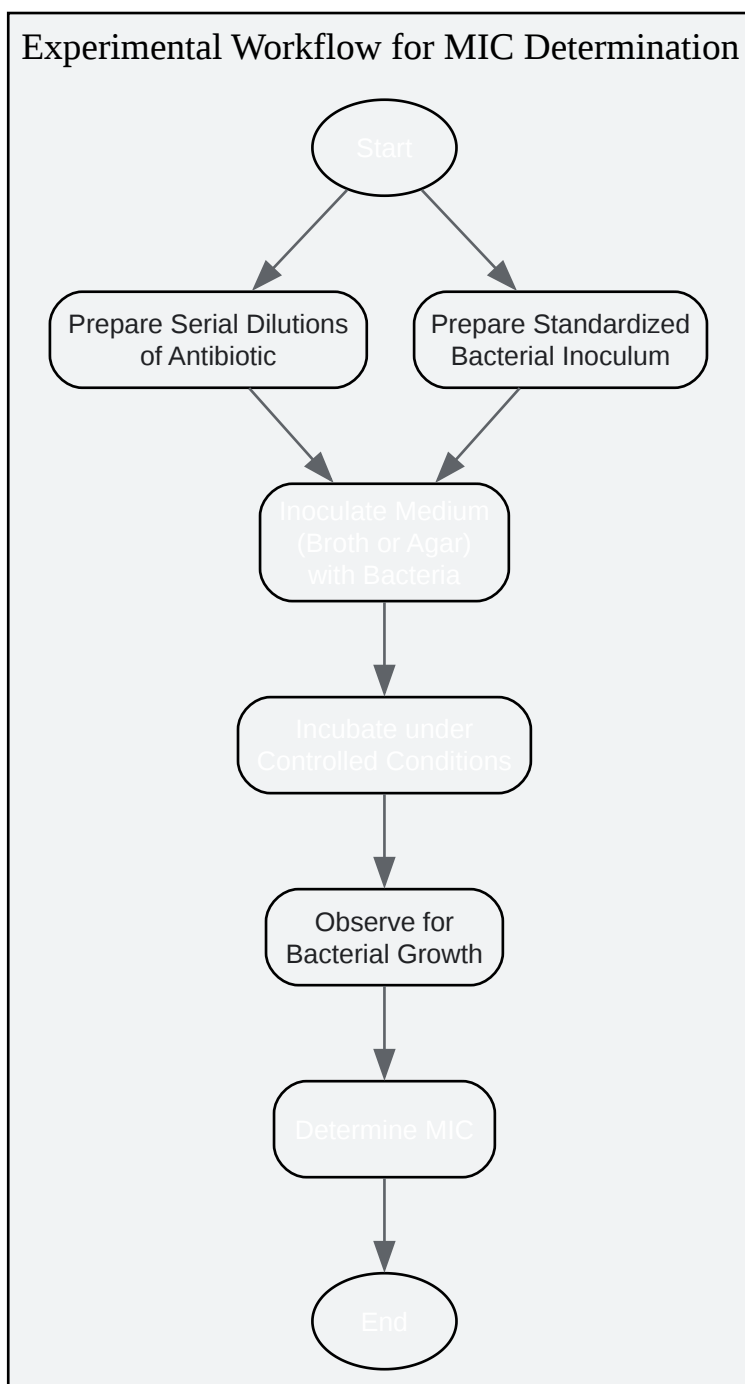 Experimental Workflow for MIC Determination
Start
Prepare Serial Dilutions
of Antibiotic
Prepare Standardized
Bacterial Inoculum
Inoculate Medium
(Broth or Agar)
with Bacteria
Incubate under
Controlled Conditions
Observe for
Bacterial Growth
Determine MIC
End